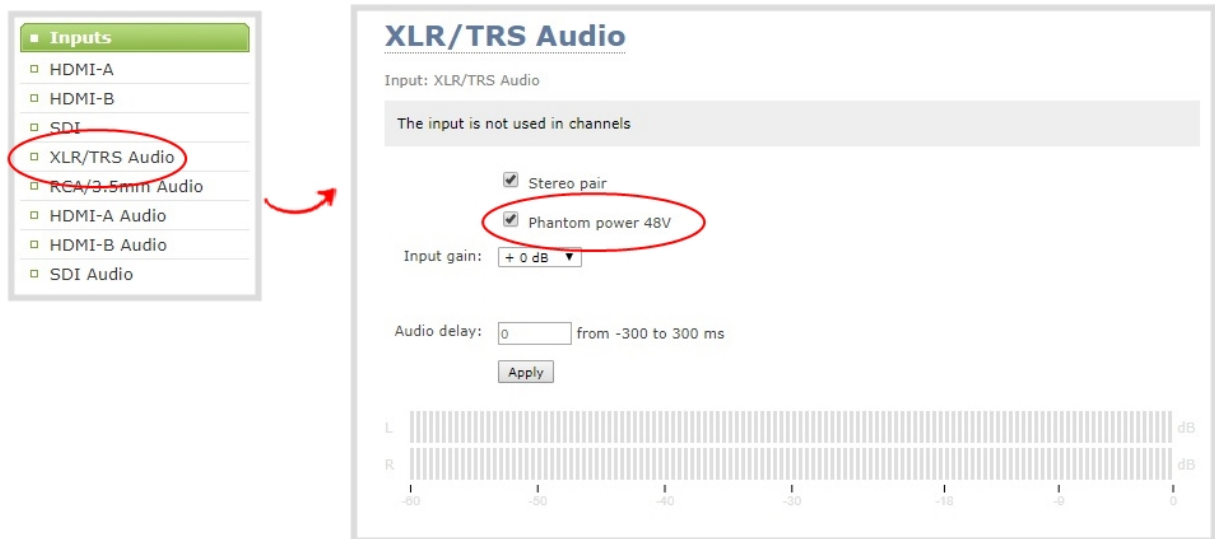 Inputs
HDMI-A
HDMI-B
SDI
XLR/TRS Audio
RCA/3.5mm Audio
HDMI-A Audio
HDMI-B Audio
SDI Audio
XLR/TRS Audio
Input: XLR/TRS Audio
The input is not used in channels
Stereo pair
Phantom power 48V
Input gain: + 0 dB
Audio delay: 0 from -300 to 300 ms
Apply
L dB
R dB
-60 -50 -40 -30 -18 -9 0